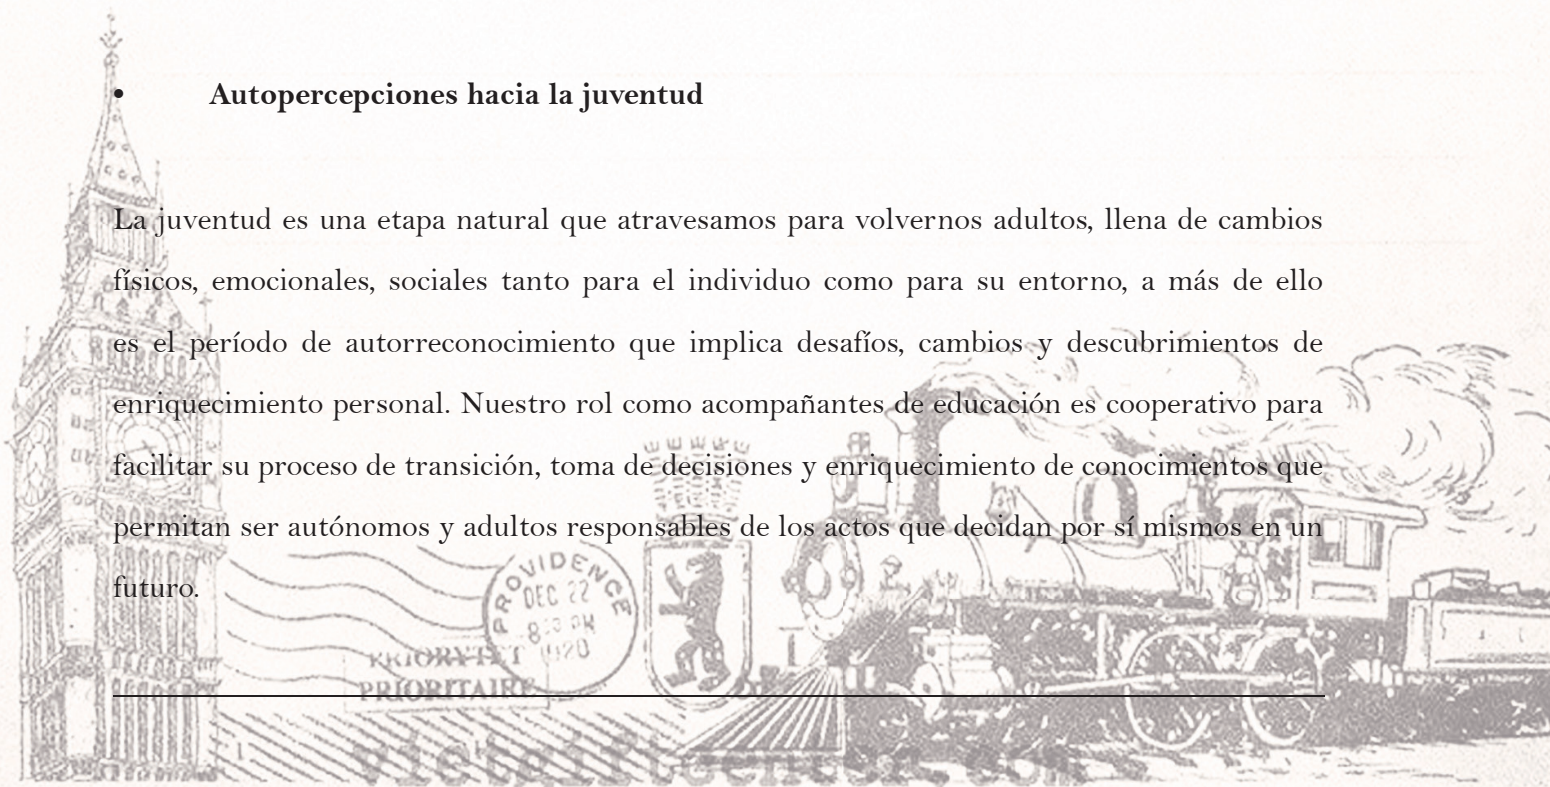 • Autopercepciones hacia la juventud
La juventud es una etapa natural que atravesamos para volvernos adultos, llena de cambios
físicos, emocionales, sociales tanto para el individuo como para su entorno, a más de ello
es el período de autorreconocimiento que implica desafíos, cambios y descubrimientos de
enriquecimiento personal. Nuestro rol como acompañantes de educación es cooperativo para
facilitar su proceso de transición, toma de decisiones y enriquecimiento de conocimientos que
permitan ser autónomos y adultos responsables de los actos que decidan por sí mismos en un
futuro.
PROVIDENCE
DEC 22
1920
PRIORITAIRE